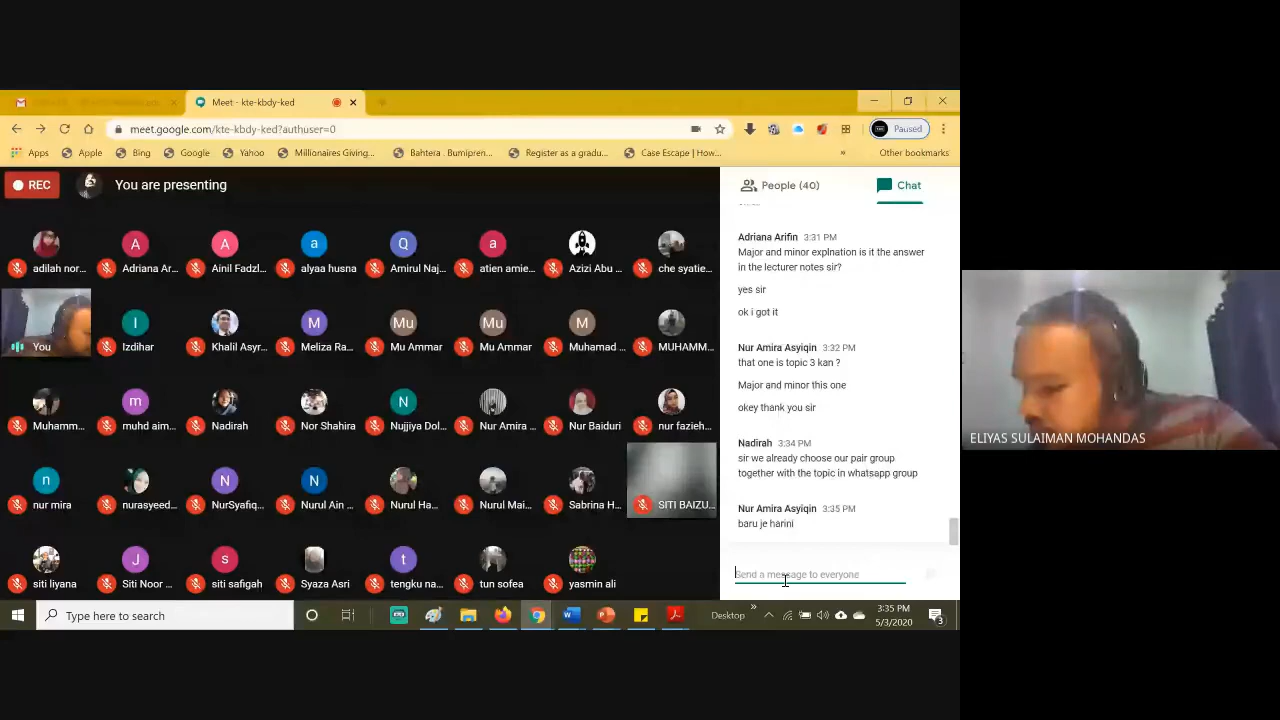 Meet - kte-kbdy-ked
meet.google.com/kte-kbdy-ked?authuser=0
Paused
Apps
Apple
Bing
Google
Yahoo
Millionaires Giving...
Bahtera . Bumipren...
Register as a gradu...
Case Escape | How...
»
Other bookmarks
REC
You are presenting
People (40)
Chat
adilah nor...
Adriana Ar...
Ainil Fadzl...
alyaa husna
Amirul Naj...
atien amie...
Azizi Abu ...
che syatie...
You
Izdihar
Khalil Asyr...
Meliza Ra...
Mu Ammar
Mu Ammar
Muhamad ...
MUHAMM...
Muhamm...
muhd aim...
Nadirah
Nor Shahira
Nujjiya Dol...
Nur Amira ...
Nur Baiduri
nur fazieh...
nur mira
nurasyeed...
NurSyafiq...
Nurul Ain ...
Nurul Ha...
Nurul Mai...
Sabrina H...
SITI BAIZU...
siti lijah
Siti Noor ...
siti safigah
Syaza Asri
tengku na...
tun sofea
yasmin ali
Adriana Arifin 3:31 PM
Major and minor explnation is it the answer
in the lecturer notes sir?
yes sir
ok i got it
Nur Amira Asyiqin 3:32 PM
that one is topic 3 kan ?
Major and minor this one
okey thank you sir
Nadirah 3:34 PM
sir we already choose our pair group
together with the topic in whatsapp group
Nur Amira Asyiqin 3:35 PM
baru je harini
Send a message to everyone
ELIYAS SULAIMAN MOHANDAS
Type here to search
Desktop
»
3:35 PM
5/3/2020
3